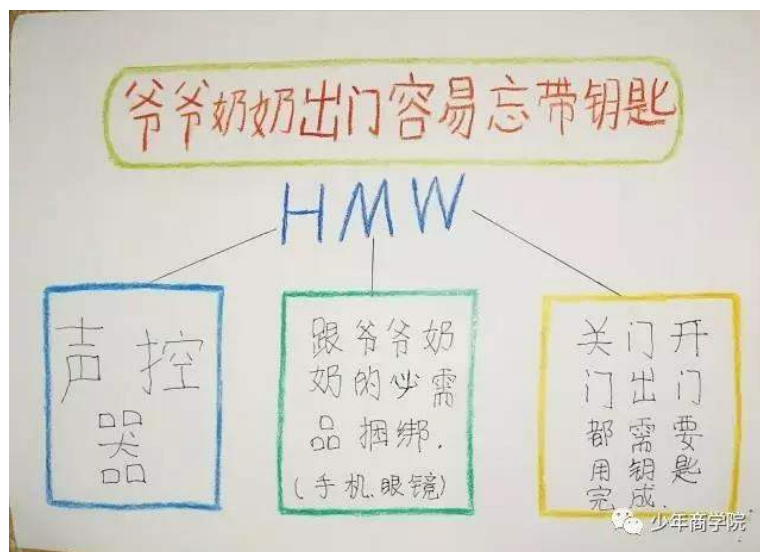 爷爷奶奶出门容易忘带钥匙
HMW
声控
器
跟爷爷奶
奶的必需
品捆绑.
(手机.眼镜)
关门开
门出门
都需要
用钥匙
完成.
少年商学院